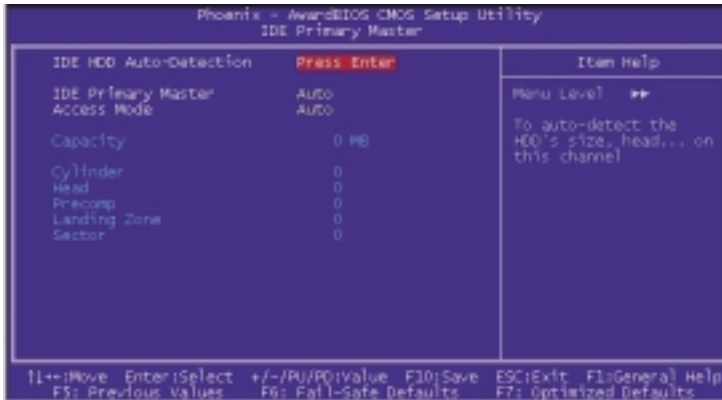 Phoenix - AwardBIOS CMOS Setup Utility
IDE Primary Master
IDE HDD Auto-Detection Press Enter
IDE Primary Master Auto
Access Mode Auto
Capacity 0 MB
Cylinder 0
Head 0
Precomp 0
Landing Zone 0
Sector 0
Item Help
Menu Level ▸▸
To auto-detect the
HDD's size, head... on
this channel
↑↓→←:Move Enter:Select +/-/PU/PD:Value F10:Save ESC:Exit F1:General Help
F5: Previous Values F6: Fail-Safe Defaults F7: Optimized Defaults